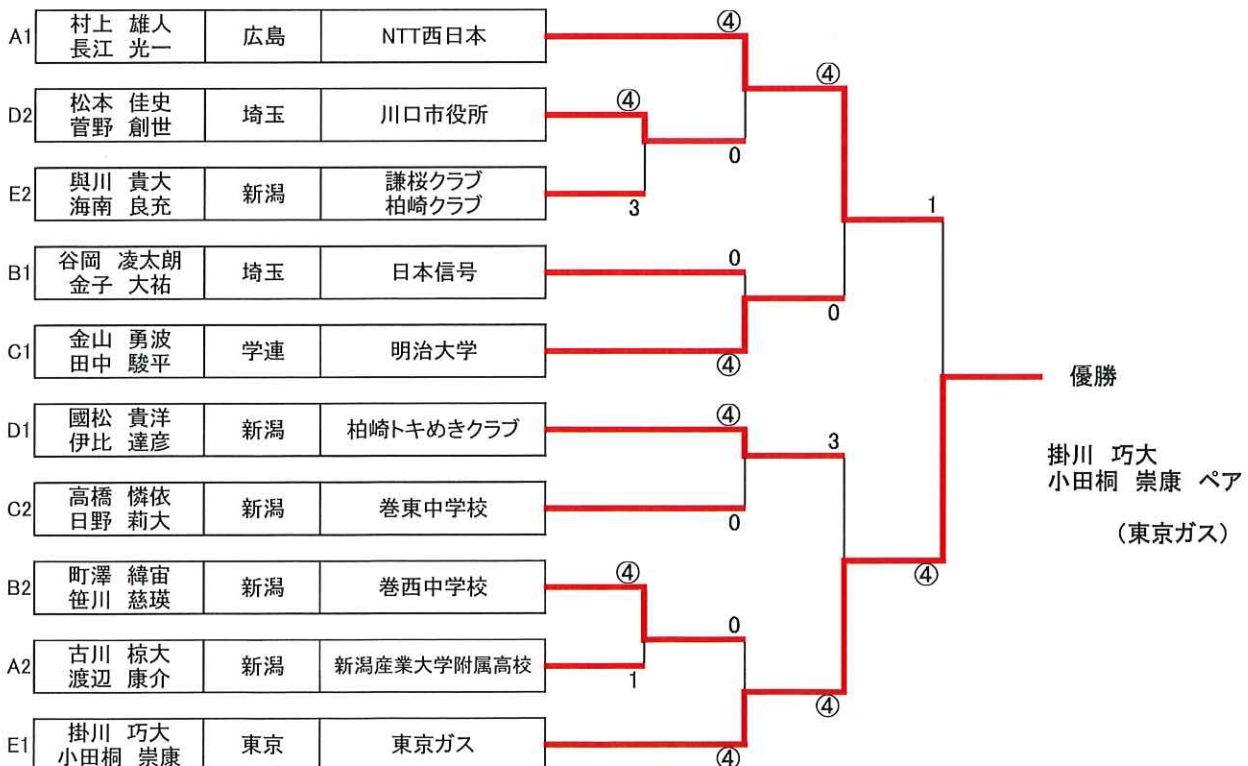 A1 村上 雄人 広島 NTT西日本
長江 光一
④
④
D2 松本 佳史 埼玉 川口市役所
菅野 創世
④
0
E2 與川 貴大 新潟 謙桜クラブ
海南 良充 柏崎クラブ
3
1
B1 谷岡 凌太朗 埼玉 日本信号
金子 大祐
0
0
C1 金山 勇波 学連 明治大学
田中 駿平
④
優勝
D1 國松 貴洋 新潟 柏崎トキめきクラブ
伊比 達彦
④
3
掛川 巧大
小田桐 崇康 ペア
(東京ガス)
C2 高橋 憐依 新潟 巻東中学校
日野 莉大
0
④
B2 町澤 緯宙 新潟 巻西中学校
笹川 慈瑛
④
0
A2 古川 椋大 新潟 新潟産業大学附属高校
渡辺 康介
1
④
E1 掛川 巧大 東京 東京ガス
小田桐 崇康
④